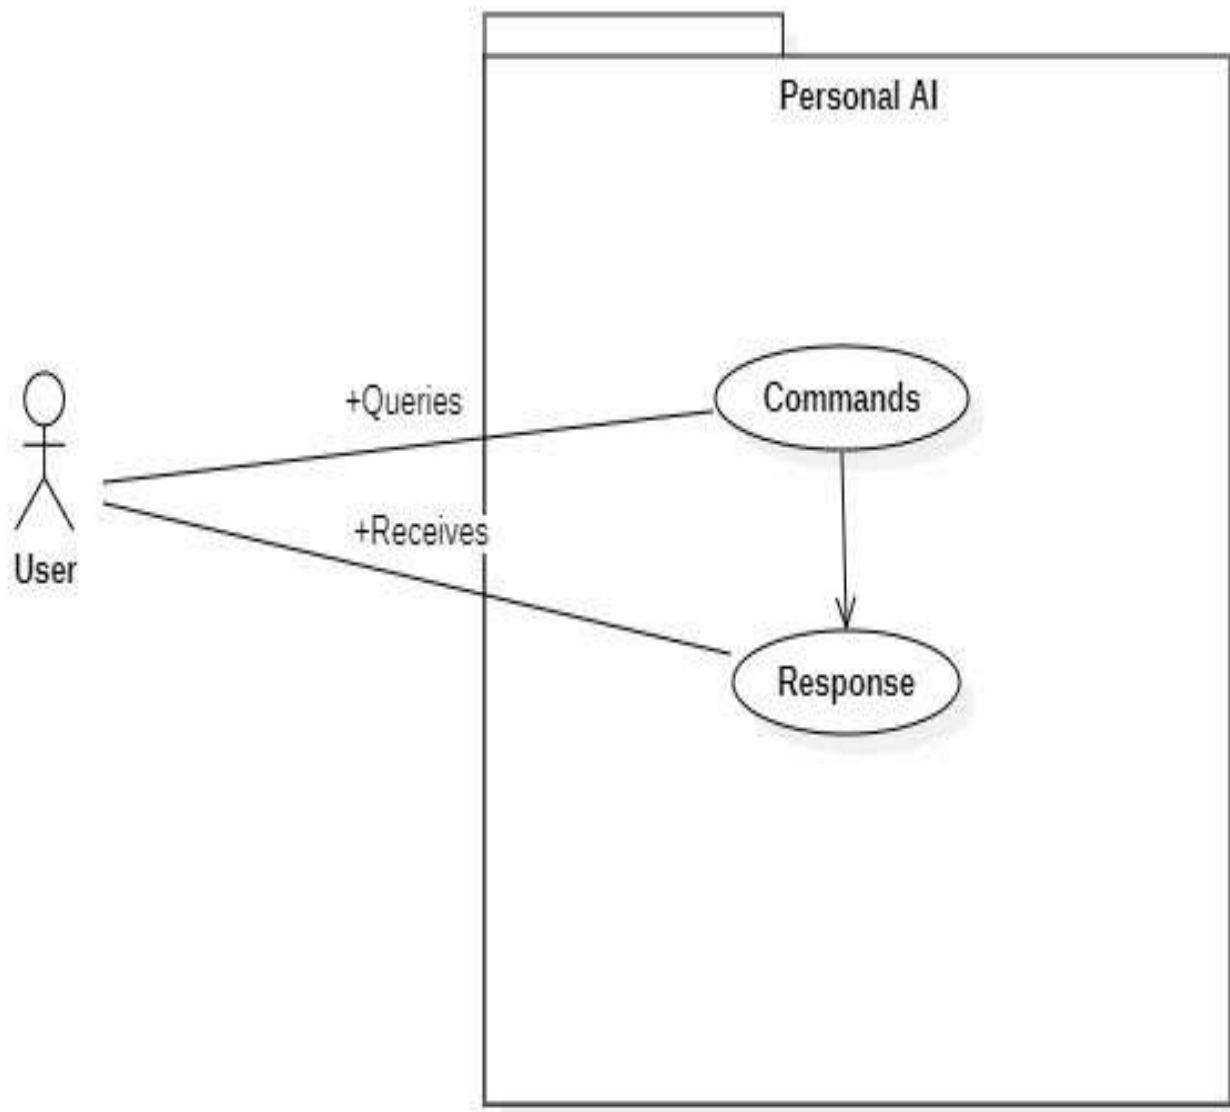 Personal AI
+Queries
Commands
+Receives
User
Response